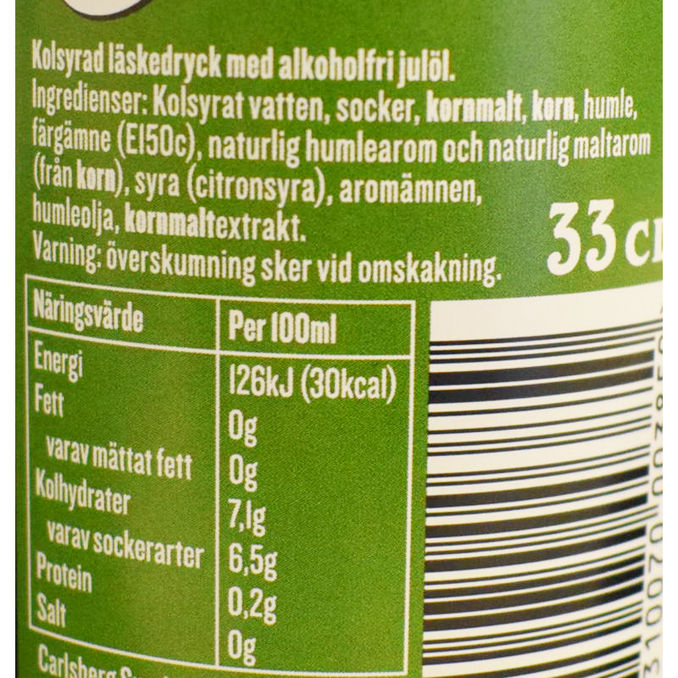 Kolsyrad läskedryck med alkoholfri julöl.
Ingredienser: Kolsyrat vatten, socker, kornmalt, korn, humle,
färgämne (E150c), naturlig humlearom och naturlig maltarom
(från korn), syra (citronsyra), aromämnen,
humleolja, kornmaltextrakt.
Varning: överskumning sker vid omskakning.
33 cl
Näringsvärde Per 100ml
Energi 126kJ (30kcal)
Fett 0g
varav mättat fett 0g
Kolhydrater 7,1g
varav sockerarter 6,5g
Protein 0,2g
Salt 0g
Carlsberg